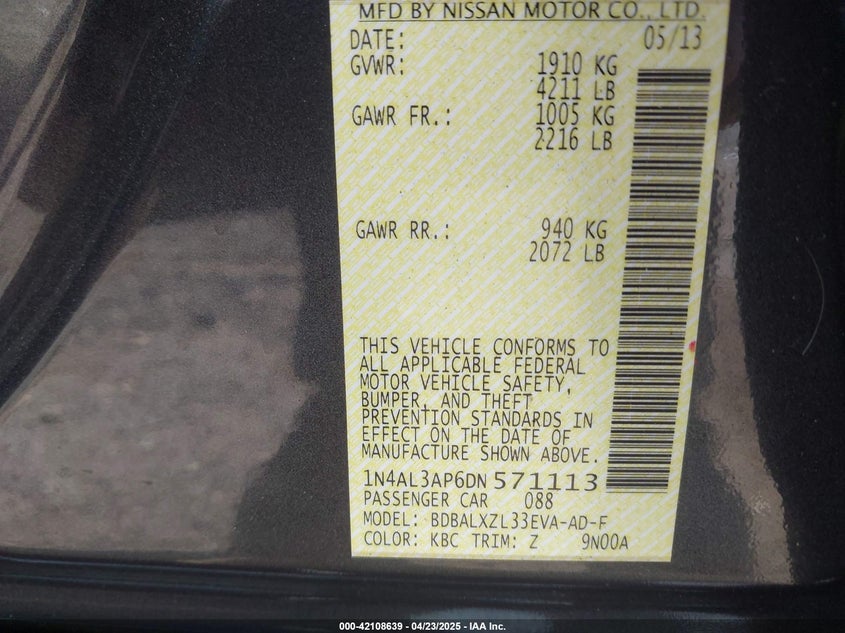 MFD BY NISSAN MOTOR CO., LTD.
DATE: 05/13
GVWR: 1910 KG
4211 LB
GAWR FR.: 1005 KG
2216 LB
GAWR RR.: 940 KG
2072 LB
THIS VEHICLE CONFORMS TO
ALL APPLICABLE FEDERAL
MOTOR VEHICLE SAFETY,
BUMPER, AND THEFT
PREVENTION STANDARDS IN
EFFECT ON THE DATE OF
MANUFACTURE SHOWN ABOVE.
1N4AL3AP6DN 571113
PASSENGER CAR 088
MODEL: BDBALXZL33EVA-AD-F
COLOR: KBC TRIM: Z 9N00A
000-42108639 - 04/23/2025 - IAA Inc.